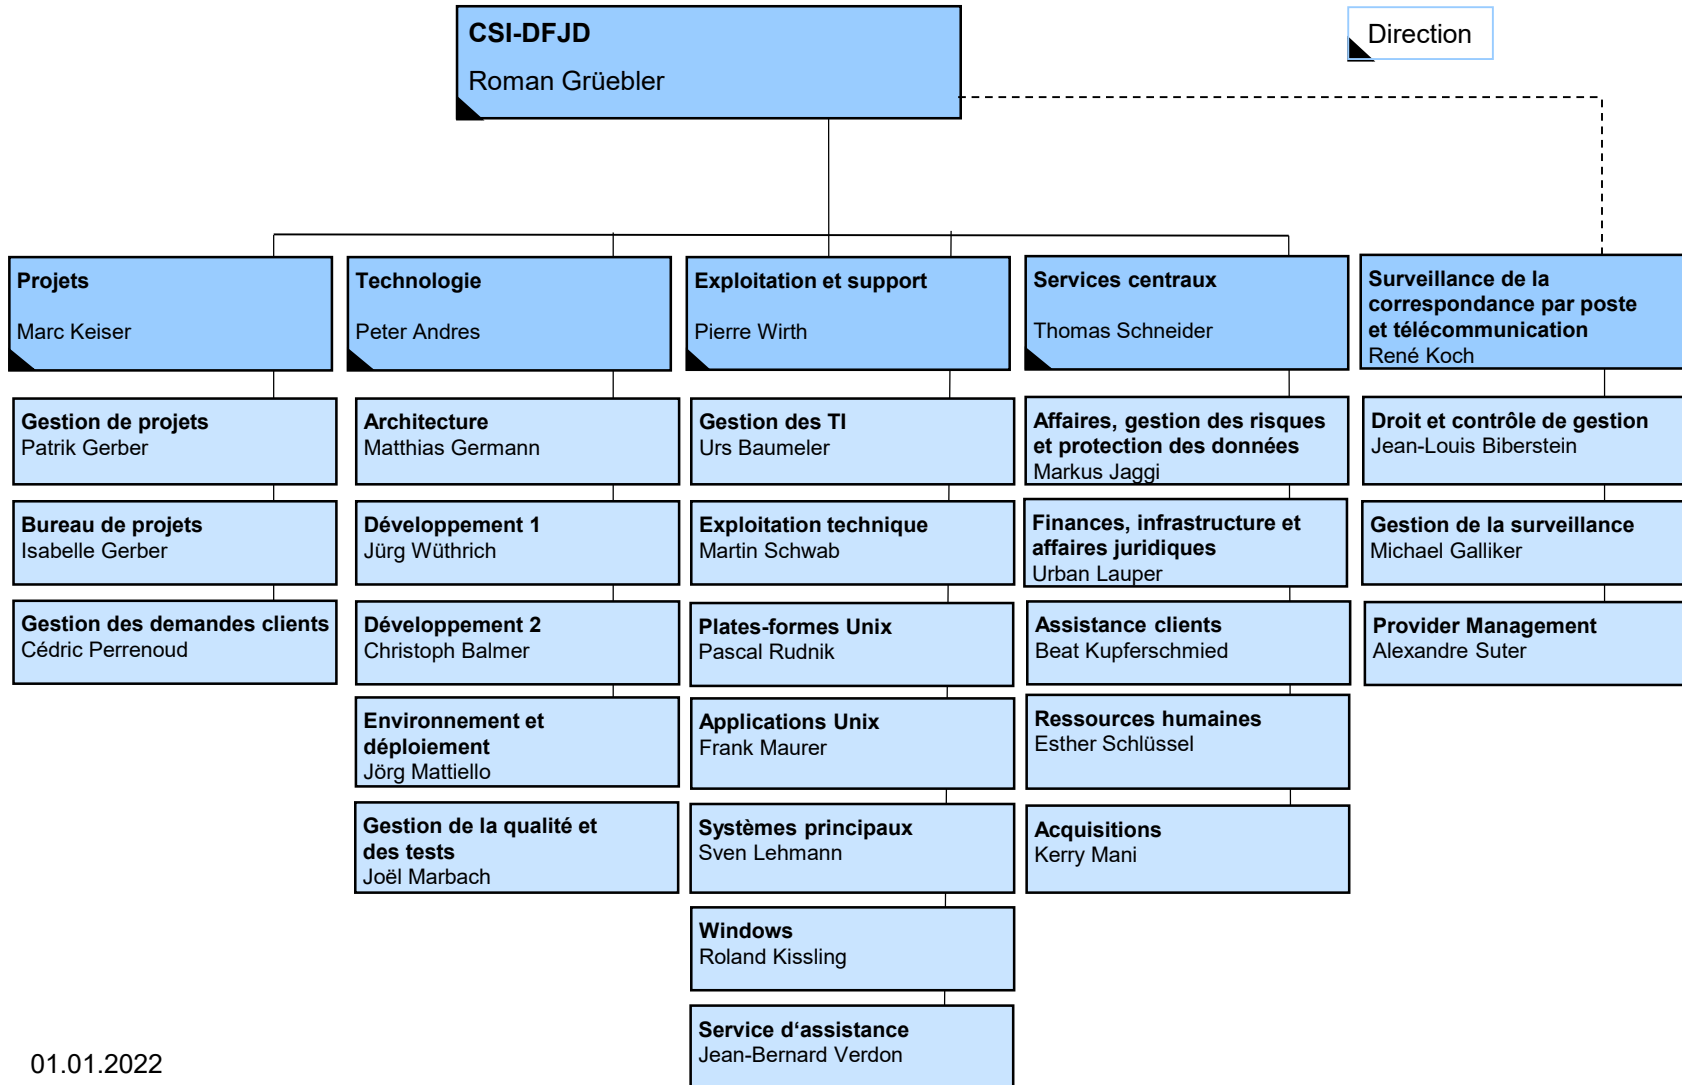 CSI-DFJD
Roman Grüebler
Direction
Projets
Marc Keiser
Technologie
Peter Andres
Exploitation et support
Pierre Wirth
Services centraux
Thomas Schneider
Surveillance de la
correspondance par poste
et télécommunication
René Koch
Gestion de projets
Patrik Gerber
Bureau de projets
Isabelle Gerber
Gestion des demandes clients
Cédric Perrenoud
Architecture
Matthias Germann
Développement 1
Jürg Wüthrich
Développement 2
Christoph Balmer
Environnement et
déploiement
Jörg Mattiello
Gestion de la qualité et
des tests
Joël Marbach
Gestion des TI
Urs Baumeler
Exploitation technique
Martin Schwab
Plates-formes Unix
Pascal Rudnik
Applications Unix
Frank Maurer
Systèmes principaux
Sven Lehmann
Windows
Roland Kissling
Service d‘assistance
Jean-Bernard Verdon
Affaires, gestion des risques
et protection des données
Markus Jaggi
Finances, infrastructure et
affaires juridiques
Urban Lauper
Assistance clients
Beat Kupferschmied
Ressources humaines
Esther Schlüssel
Acquisitions
Kerry Mani
Droit et contrôle de gestion
Jean-Louis Biberstein
Gestion de la surveillance
Michael Galliker
Provider Management
Alexandre Suter
01.01.2022